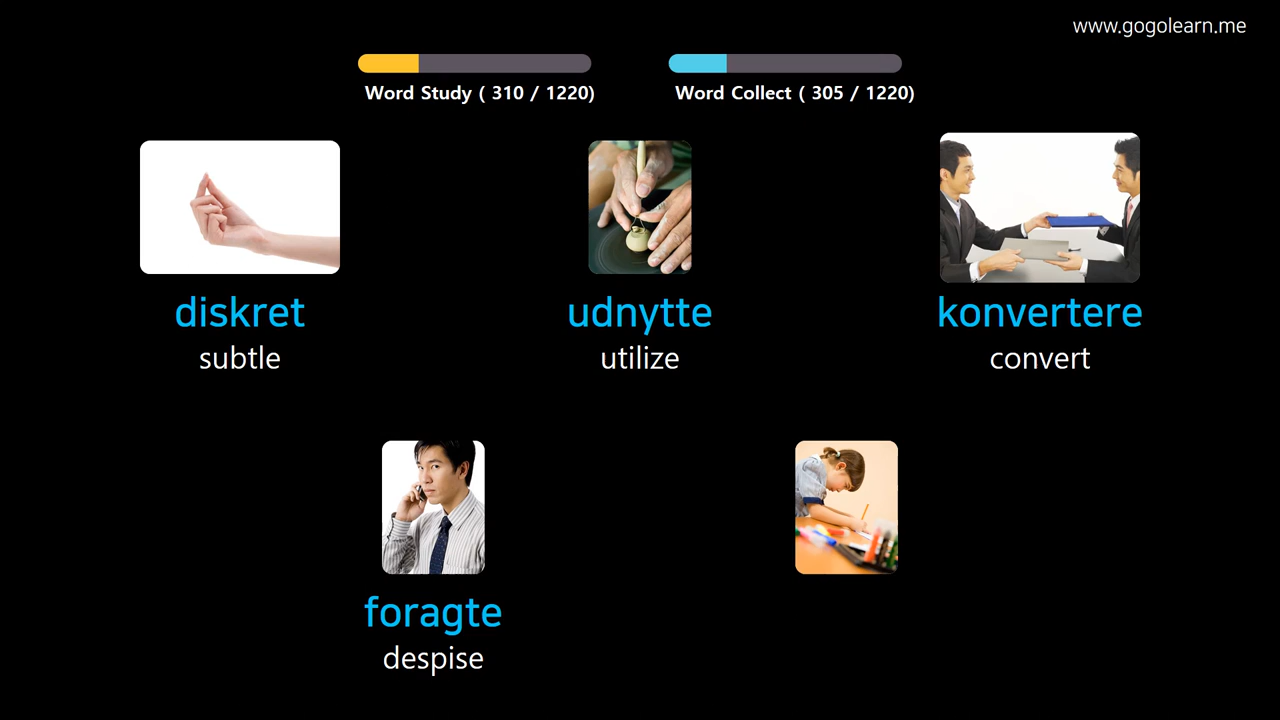 www.gogolearn.me
Word Study ( 310 / 1220)
Word Collect ( 305 / 1220)
diskret
subtle
udnytte
utilize
konvertere
convert
foragte
despise